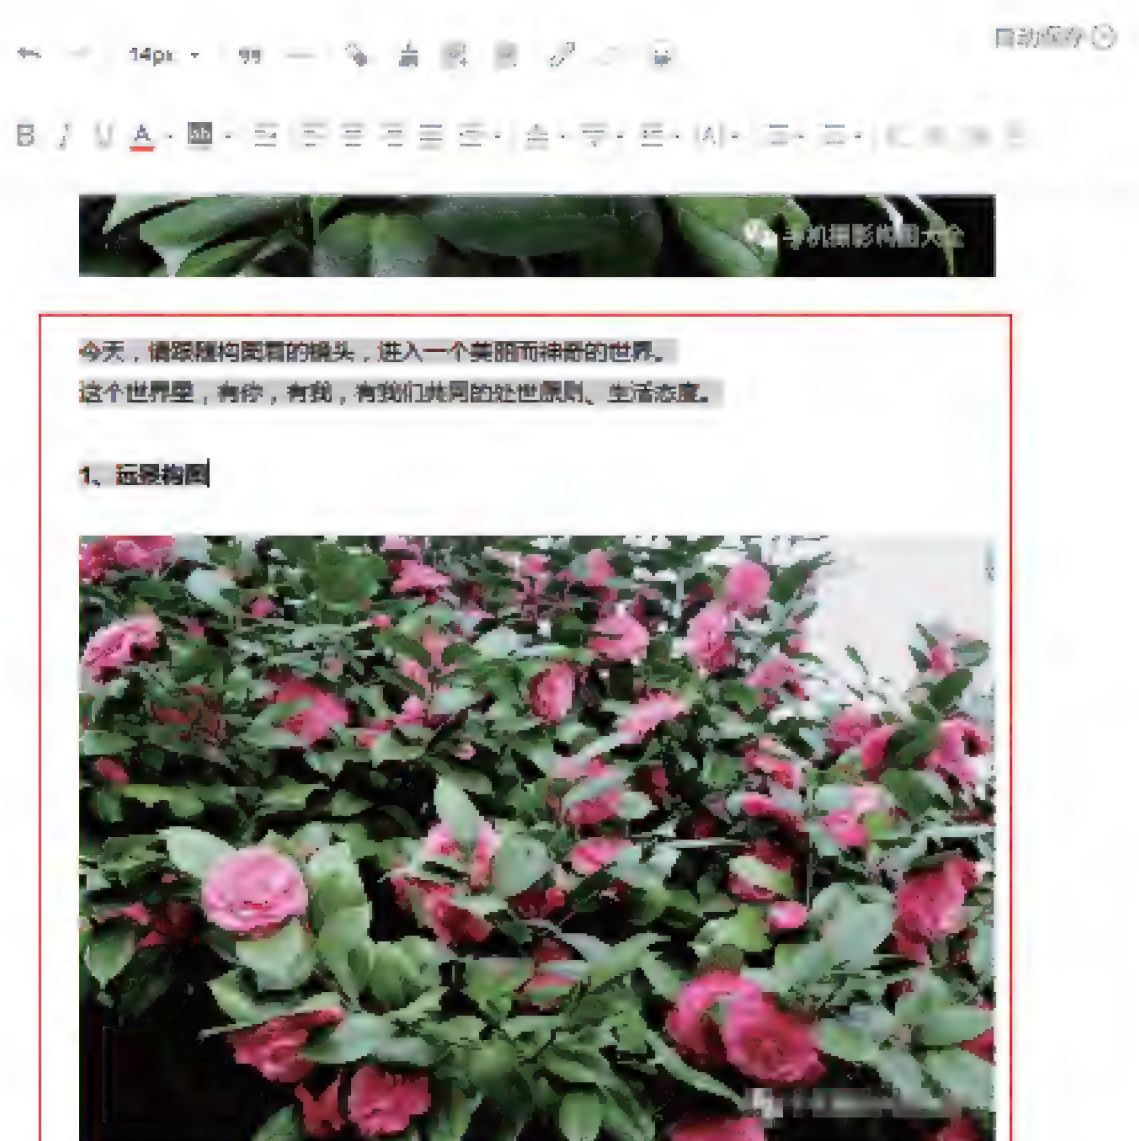 14px
自动保存
B I U A ab
手机摄影构图大全
今天，请跟随构图君的镜头，进入一个美丽而神奇的世界。
这个世界里，有你，有我，有我们共同的处世原则、生活态度。
1、远景构图